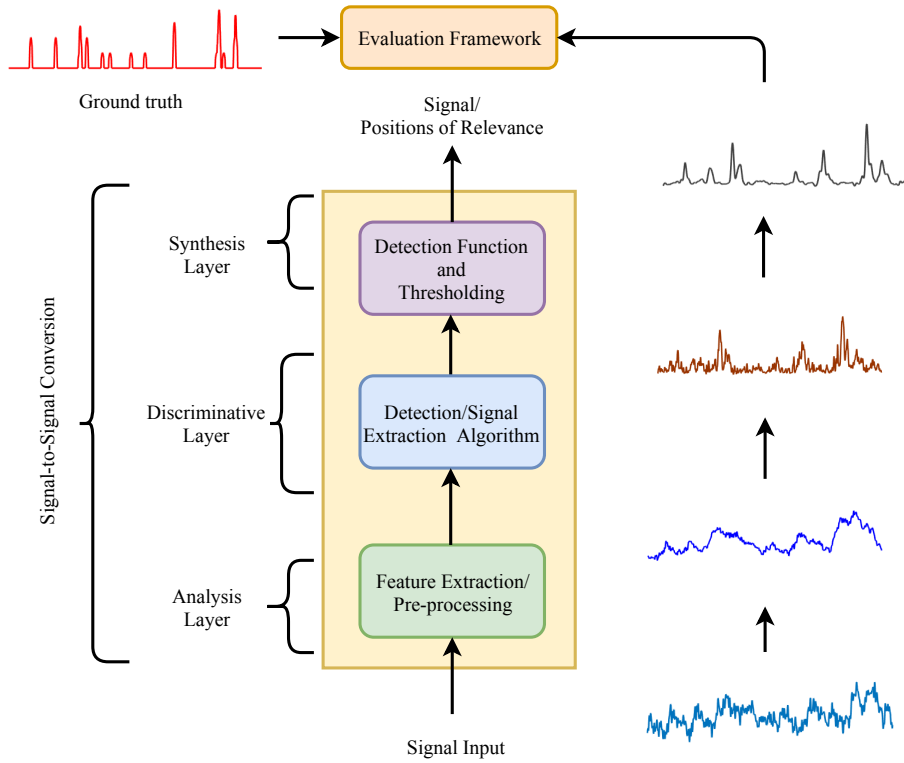 Evaluation Framework
Ground truth
Signal/
Positions of Relevance
Synthesis
Layer
Detection Function
and
Thresholding
Signal-to-Signal Conversion
Discriminative
Layer
Detection/Signal
Extraction Algorithm
Analysis
Layer
Feature Extraction/
Pre-processing
Signal Input